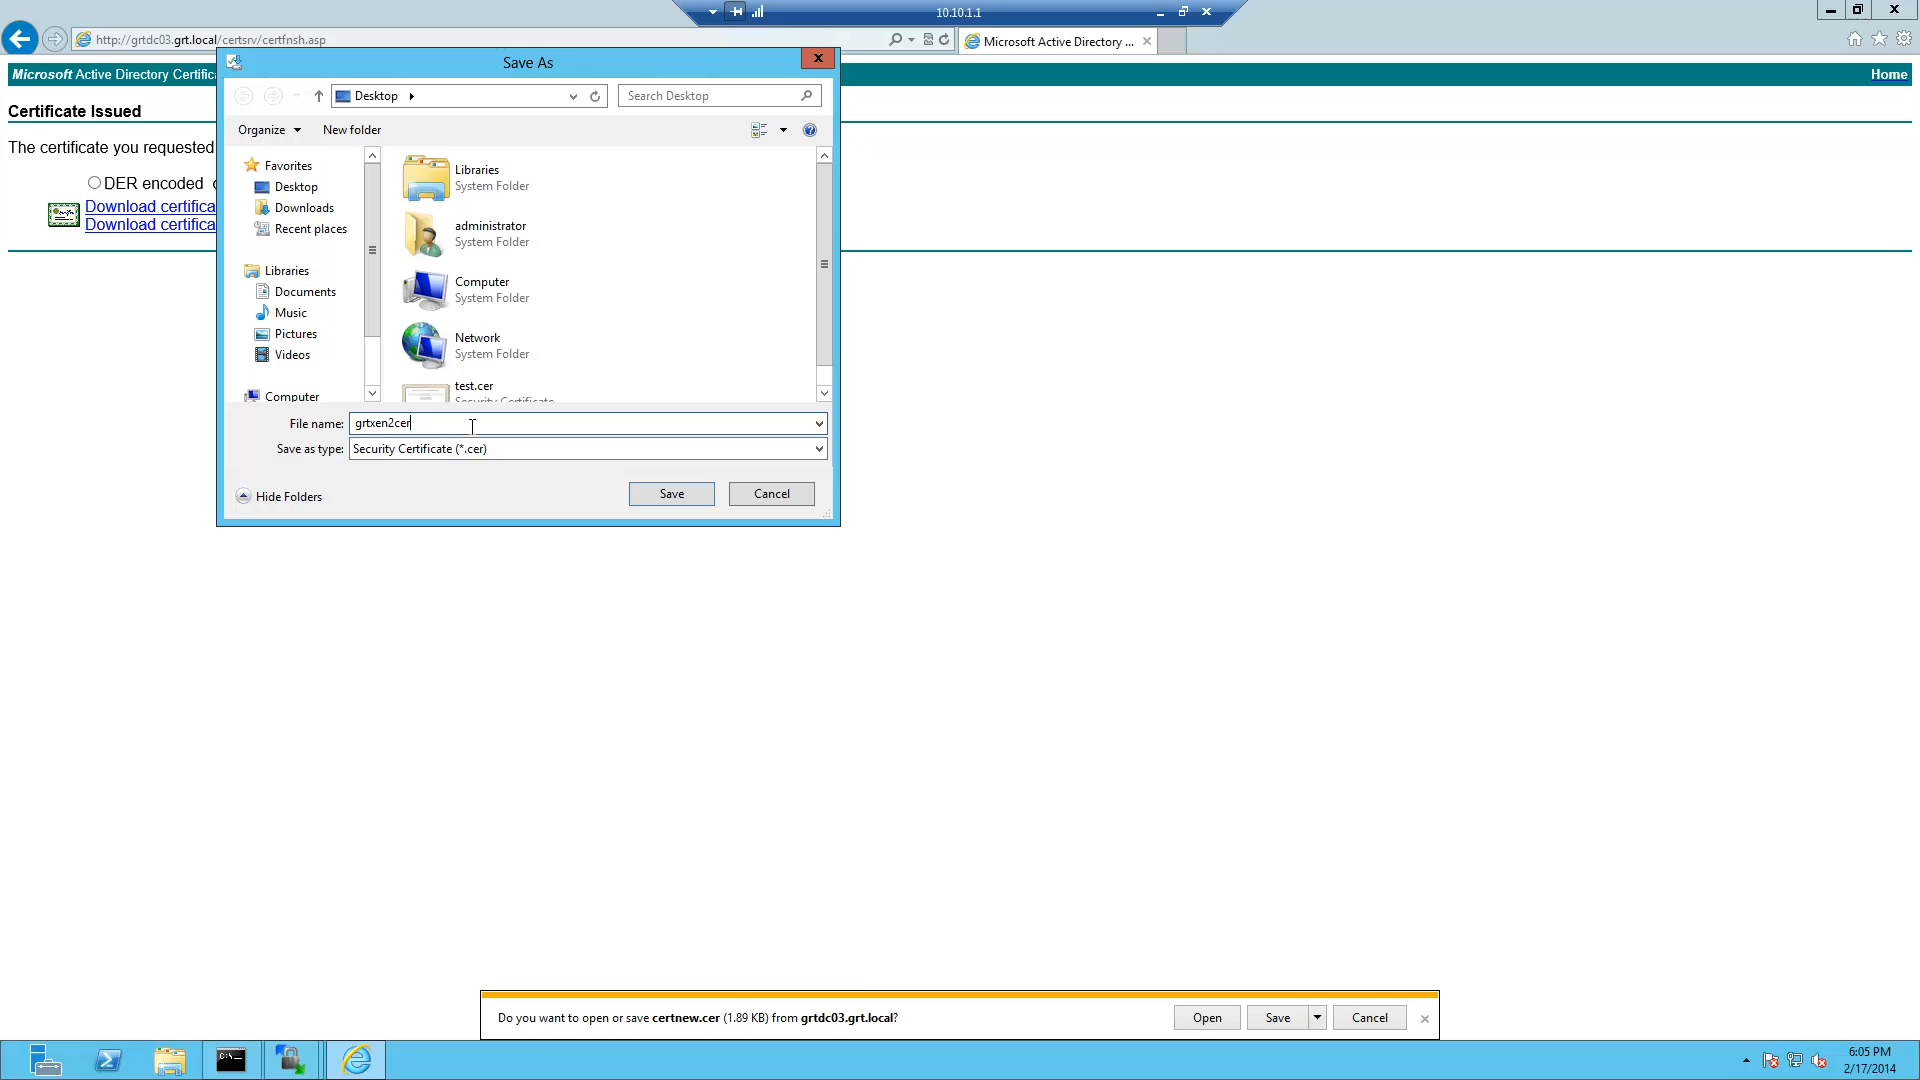 10.10.1.1
http://grtdc03.grt.local/certsrv/certfnsh.asp
Microsoft Active Directory ...
Microsoft Active Directory Certifica
Home
Save As
Desktop
Search Desktop
Certificate Issued
Organize
New folder
The certificate you requested
DER encoded
Download certifica
Download certifica
Favorites
Desktop
Downloads
Recent places
Libraries
Documents
Music
Pictures
Videos
Computer
Libraries
System Folder
administrator
System Folder
Computer
System Folder
Network
System Folder
test.cer
Security Certificate
File name: grtxen2cer
Save as type: Security Certificate (*.cer)
Hide Folders
Save
Cancel
Do you want to open or save certnew.cer (1.89 KB) from grtdc03.grt.local?
Open
Save
Cancel
C:\
6:05 PM
2/17/2014